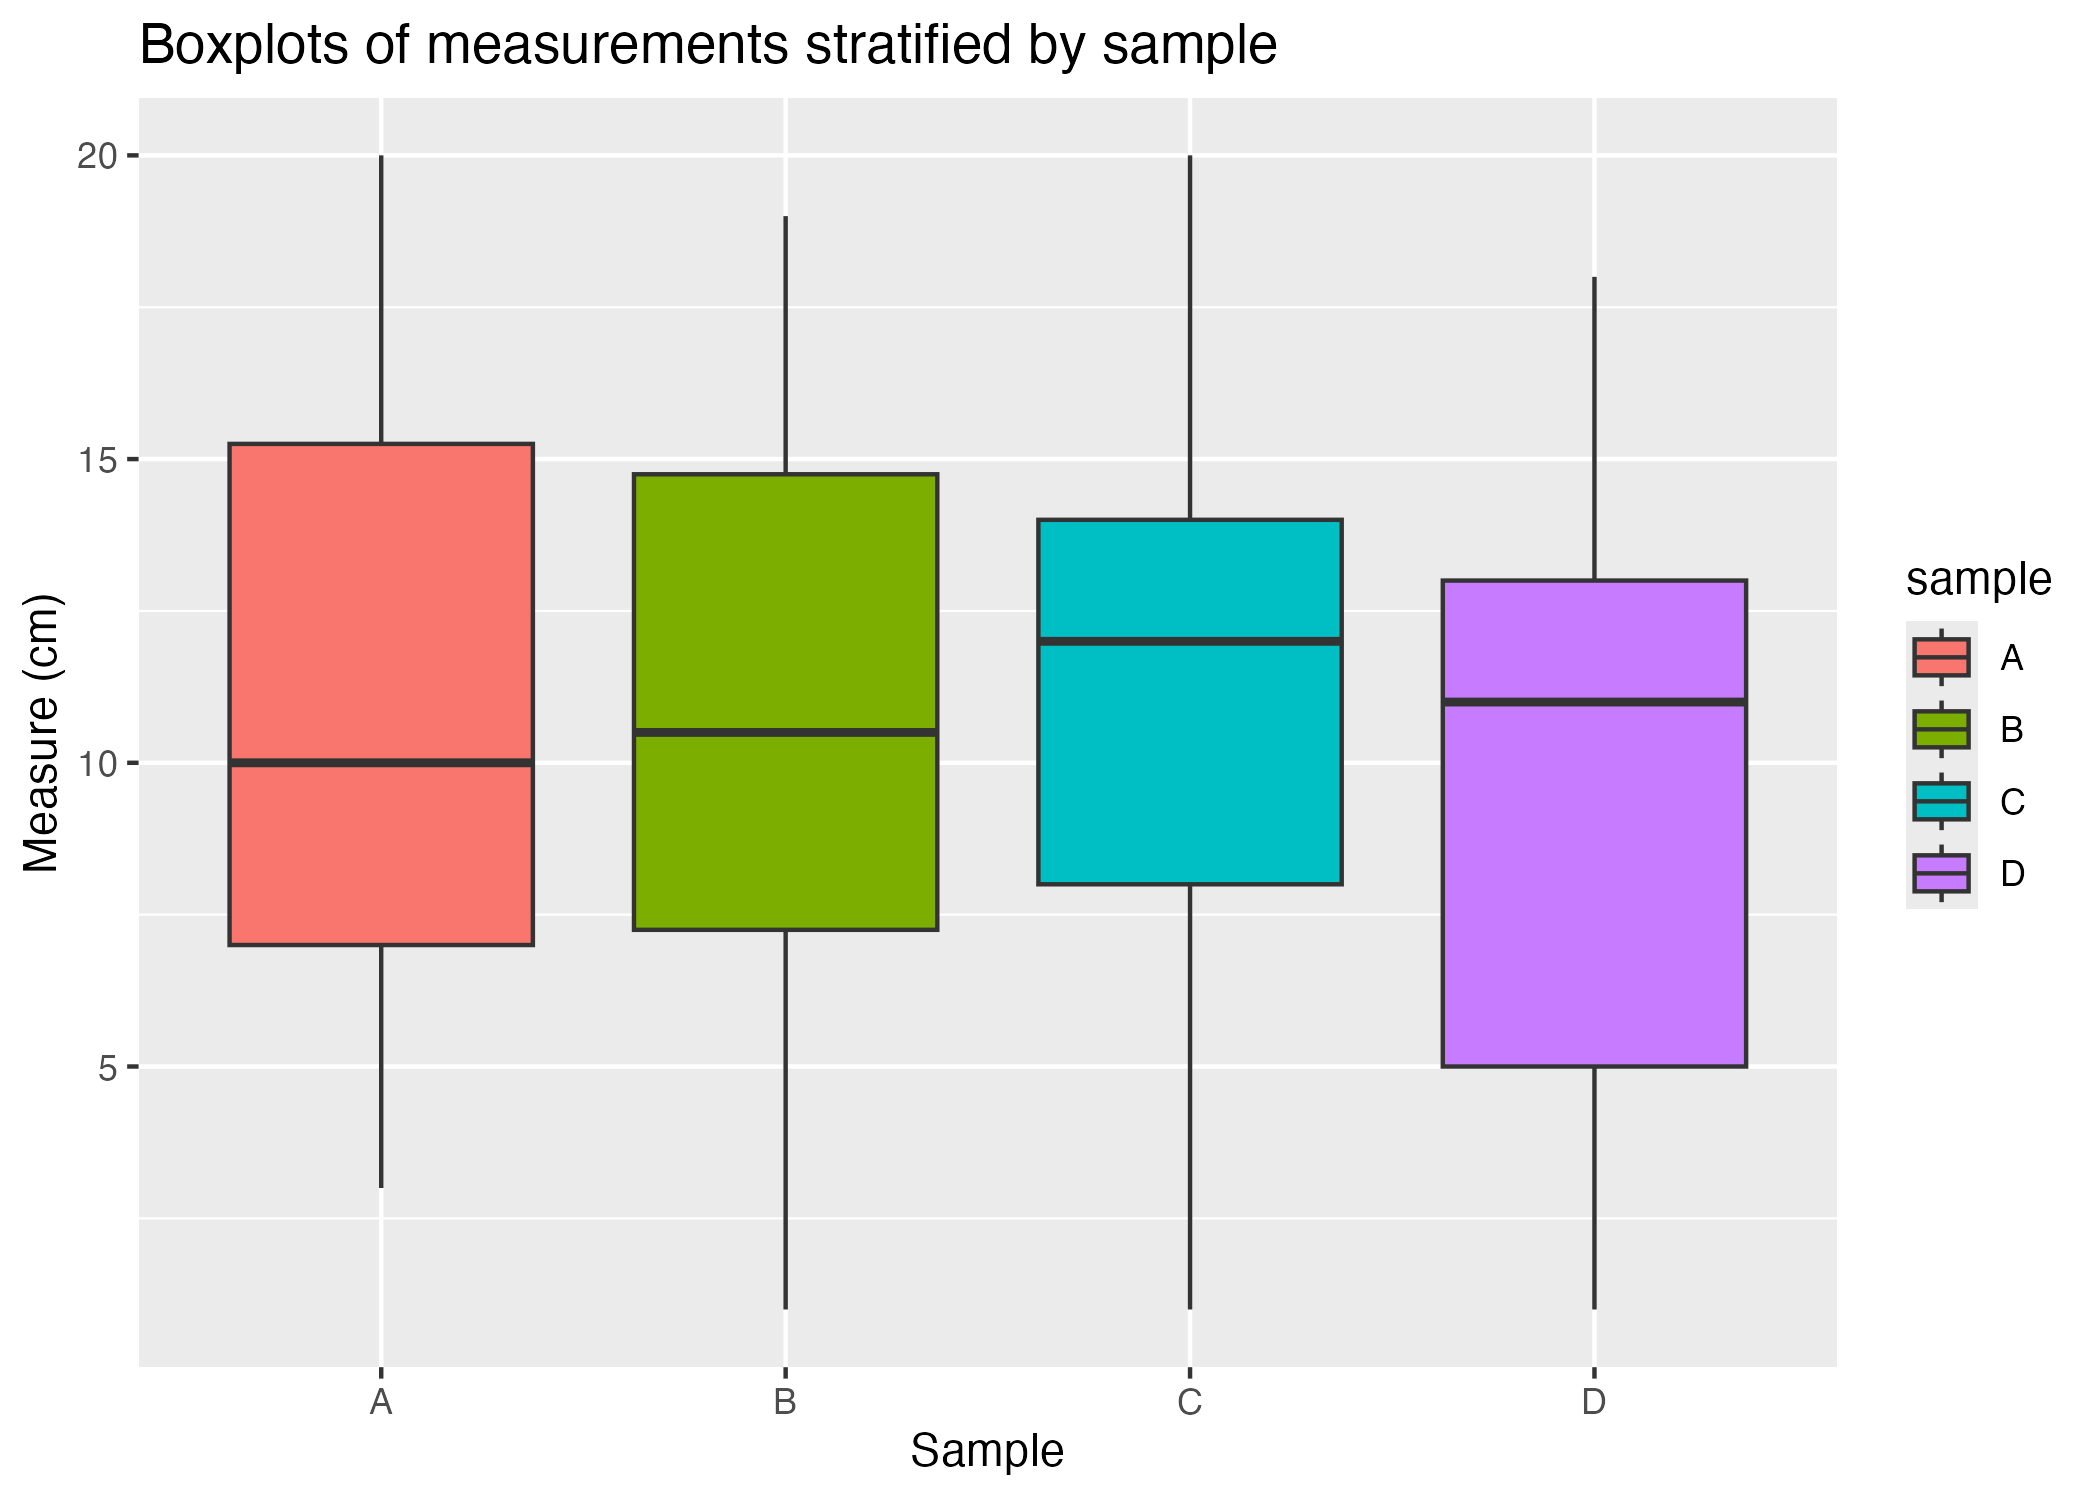 Boxplots of measurements stratified by sample
20
15
10
5
Measure (cm)
A
B
C
D
Sample
sample
A
B
C
D